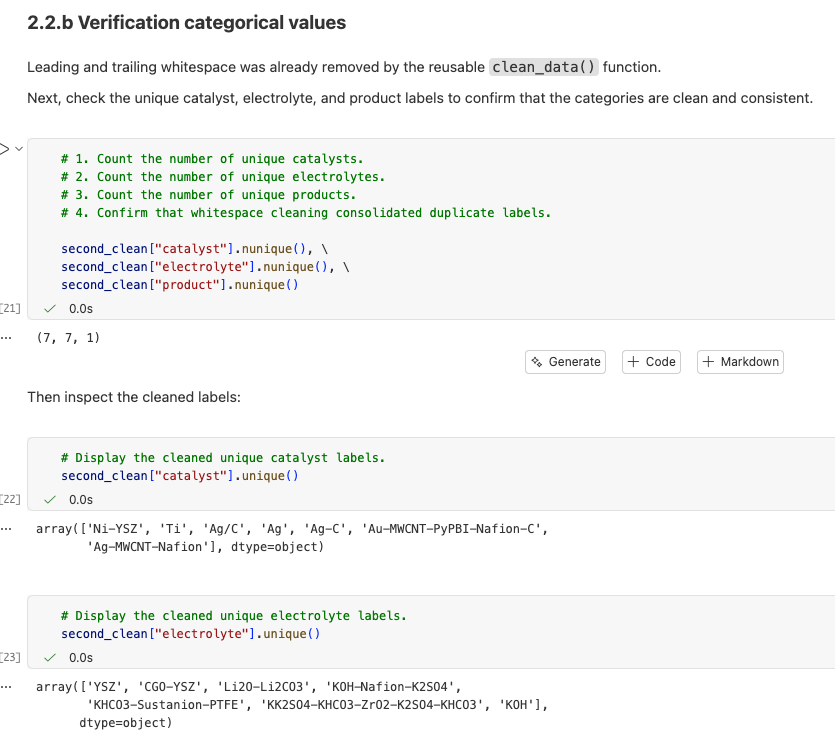 2.2.b Verification categorical values
Leading and trailing whitespace was already removed by the reusable clean_data() function.
Next, check the unique catalyst, electrolyte, and product labels to confirm that the categories are clean and consistent.
# 1. Count the number of unique catalysts.
# 2. Count the number of unique electrolytes.
# 3. Count the number of unique products.
# 4. Confirm that whitespace cleaning consolidated duplicate labels.
second_clean["catalyst"].nunique(), \
second_clean["electrolyte"].nunique(), \
second_clean["product"].nunique()
[21] ✓ 0.0s
... (7, 7, 1)
Generate + Code + Markdown
Then inspect the cleaned labels:
# Display the cleaned unique catalyst labels.
second_clean["catalyst"].unique()
[22] ✓ 0.0s
... array(['Ni-YSZ', 'Ti', 'Ag/C', 'Ag', 'Ag-C', 'Au-MWCNT-PyPBI-Nafion-C',
'Ag-MWCNT-Nafion'], dtype=object)
# Display the cleaned unique electrolyte labels.
second_clean["electrolyte"].unique()
[23] ✓ 0.0s
... array(['YSZ', 'CGO-YSZ', 'Li2O-Li2CO3', 'KOH-Nafion-K2SO4',
'KHCO3-Sustanion-PTFE', 'KK2SO4-KHCO3-ZrO2-K2SO4-KHCO3', 'KOH'],
dtype=object)